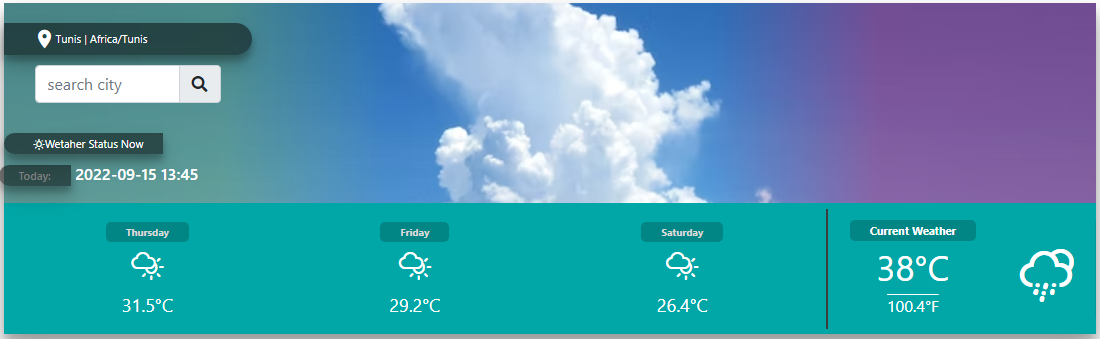 Tunis | Africa/Tunis
search city
Wetaher Status Now
Today: 2022-09-15 13:45
Thursday Friday Saturday Current Weather
38°C
31.5°C 29.2°C 26.4°C 100.4°F